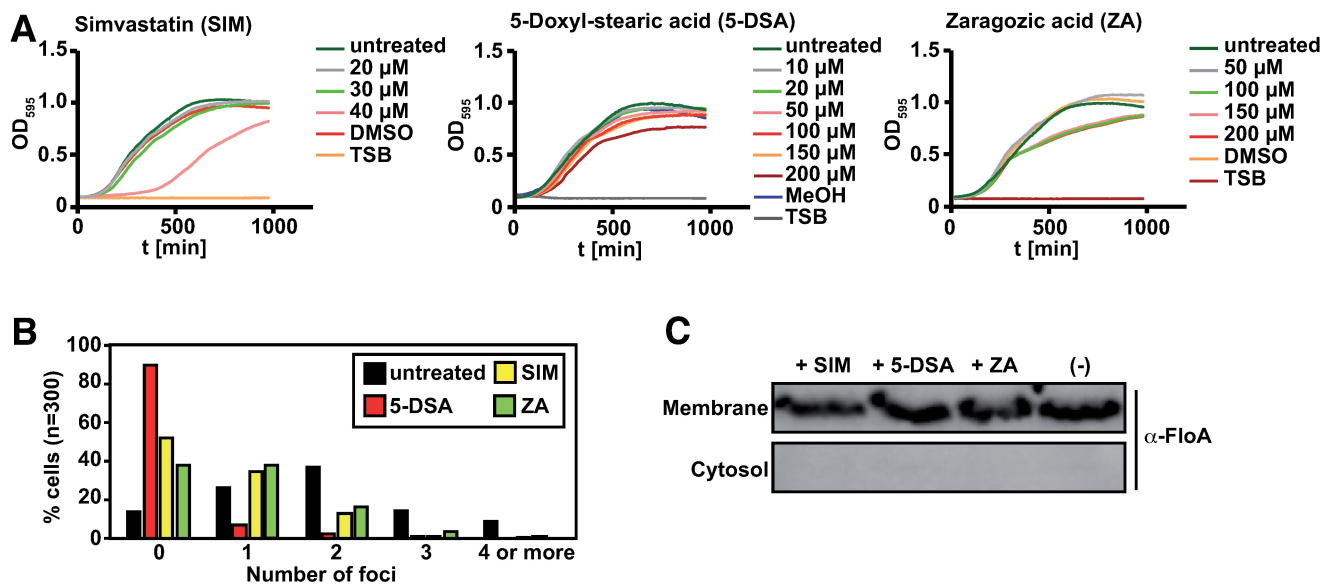 A
Simvastatin (SIM)
OD595
1.5
1.0
0.5
0
0
500
1000
t [min]
untreated
20 µM
30 µM
40 µM
DMSO
TSB
5-Doxyl-stearic acid (5-DSA)
OD595
1.5
1.0
0.5
0
0
500
1000
t [min]
untreated
10 µM
20 µM
50 µM
100 µM
150 µM
200 µM
MeOH
TSB
Zaragozic acid (ZA)
OD595
1.5
1.0
0.5
0
0
500
1000
t [min]
untreated
50 µM
100 µM
150 µM
200 µM
DMSO
TSB
B
% cells (n=300)
100
80
60
40
20
0
untreated
SIM
5-DSA
ZA
0 1 2 3 4 or more
Number of foci
C
+ SIM + 5-DSA + ZA (-)
Membrane
Cytosol
α-FloA